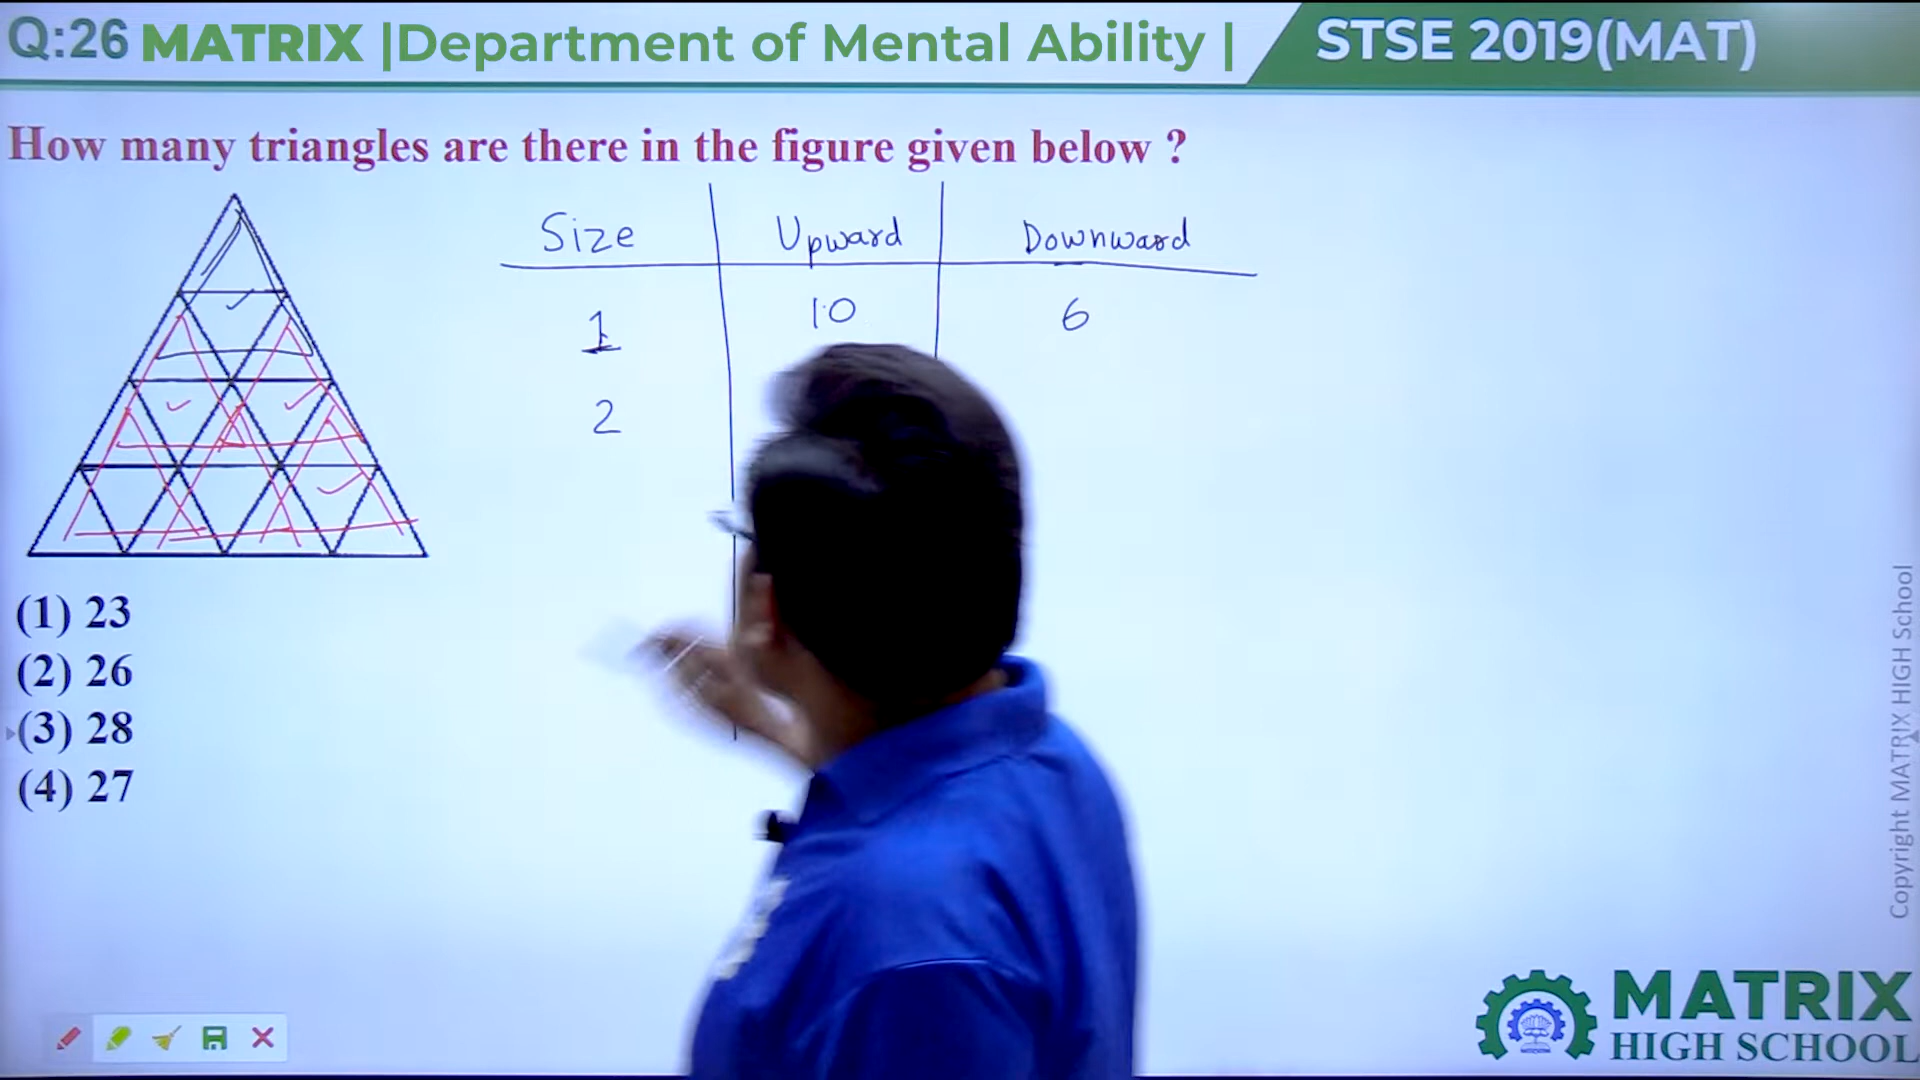 Q:26 MATRIX |Department of Mental Ability | STSE 2019(MAT)
How many triangles are there in the figure given below ?
Size Upward Downward
1 10 6
2
(1) 23
(2) 26
(3) 28
(4) 27
Copyright MATRIX HIGH School
MATRIX
HIGH SCHOOL